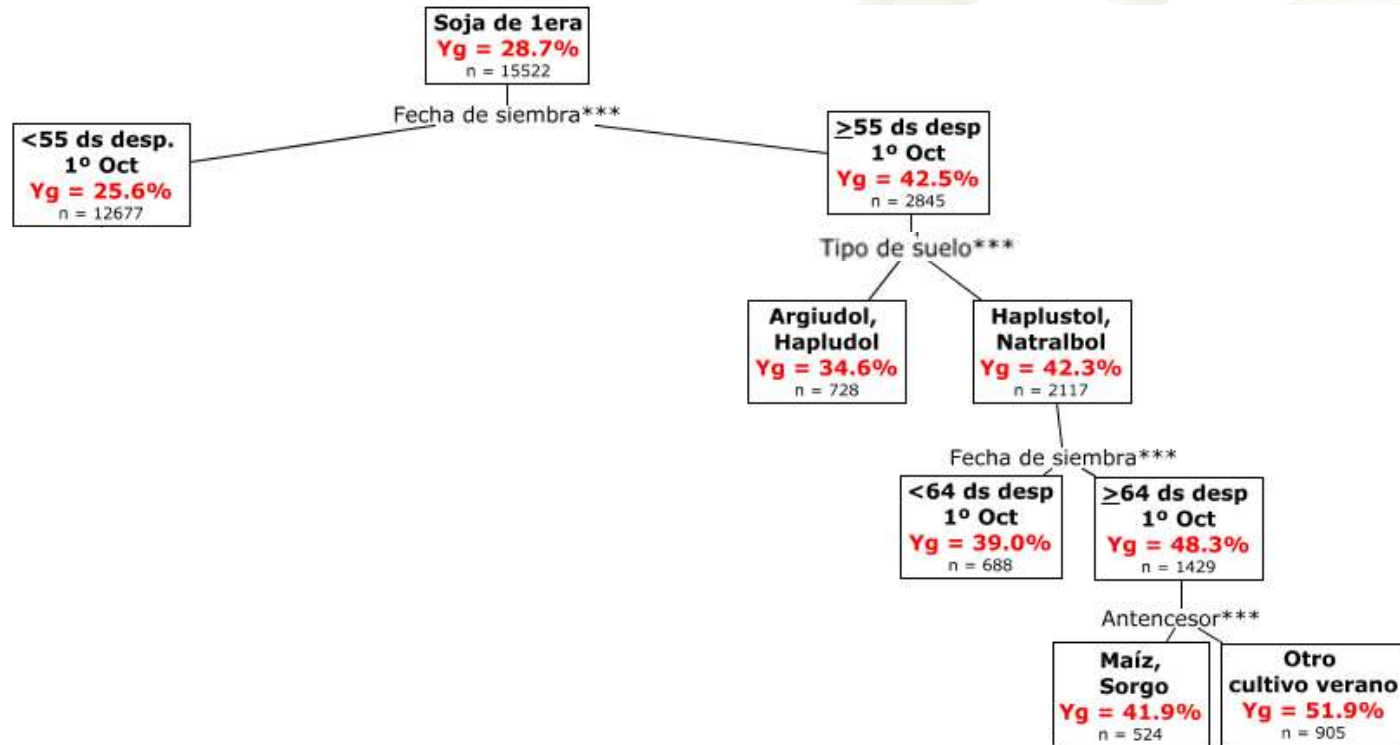 Soja de 1era
Yg = 28.7%
n = 15522
Fecha de siembra***
<55 ds desp.
1º Oct
Yg = 25.6%
n = 12677
>55 ds desp
1º Oct
Yg = 42.5%
n = 2845
Tipo de suelo***
Argiudol,
Hapludol
Yg = 34.6%
n = 728
Haplustol,
Natralbol
Yg = 42.3%
n = 2117
Fecha de siembra***
<64 ds desp
1º Oct
Yg = 39.0%
n = 688
>64 ds desp
1º Oct
Yg = 48.3%
n = 1429
Antencesor***
Maíz,
Sorgo
Yg = 41.9%
n = 524
Otro
cultivo verano
Yg = 51.9%
n = 905